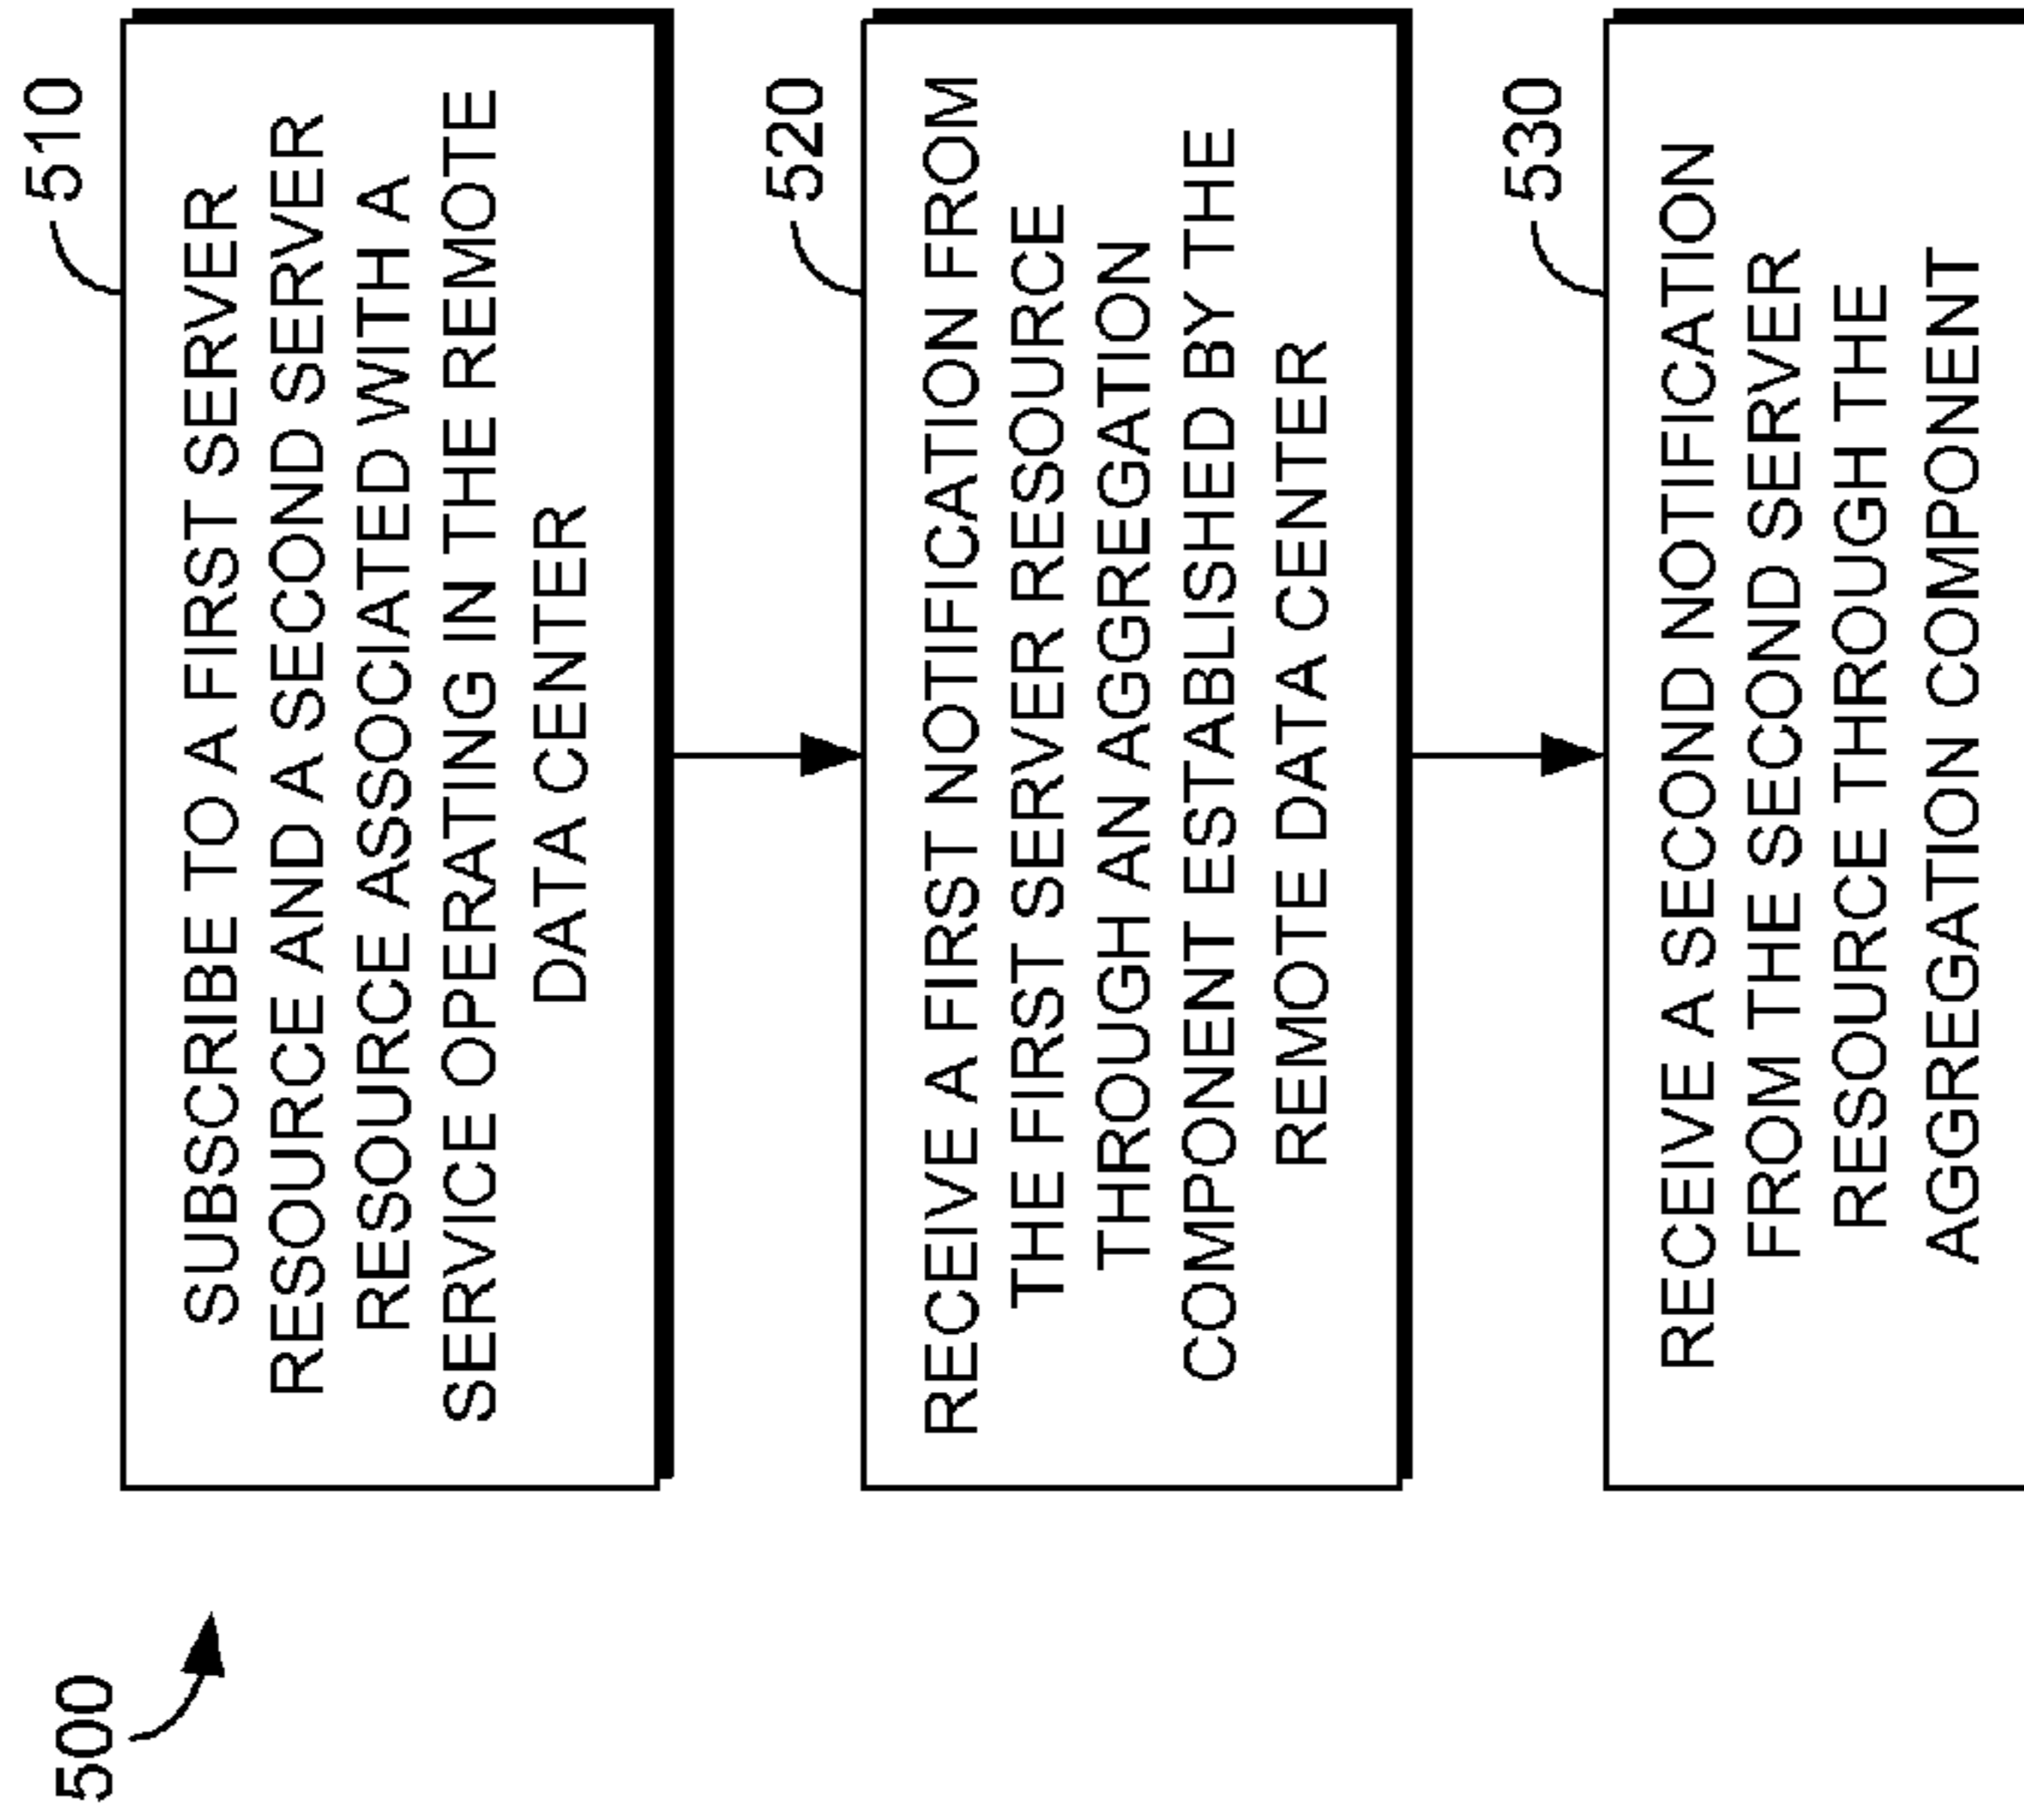 500
510
SUBSCRIBE TO A FIRST SERVER
RESOURCE AND A SECOND SERVER
RESOURCE ASSOCIATED WITH A
SERVICE OPERATING IN THE REMOTE
DATA CENTER
520
RECEIVE A FIRST NOTIFICATION FROM
THE FIRST SERVER RESOURCE
THROUGH AN AGGREGATION
COMPONENT ESTABLISHED BY THE
REMOTE DATA CENTER
530
RECEIVE A SECOND NOTIFICATION
FROM THE SECOND SERVER
RESOURCE THROUGH THE
AGGREGATION COMPONENT